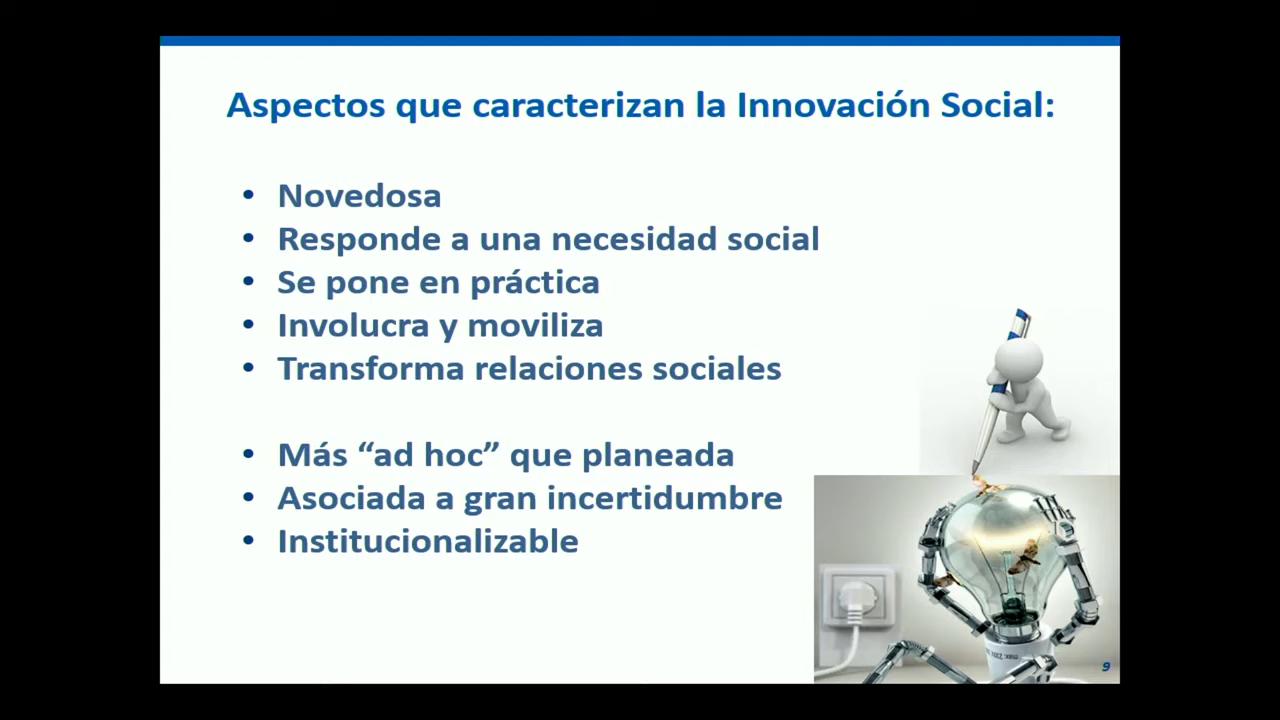 Aspectos que caracterizan la Innovación Social:
• Novedosa
• Responde a una necesidad social
• Se pone en práctica
• Involucra y moviliza
• Transforma relaciones sociales
• Más “ad hoc” que planeada
• Asociada a gran incertidumbre
• Institucionalizable
9